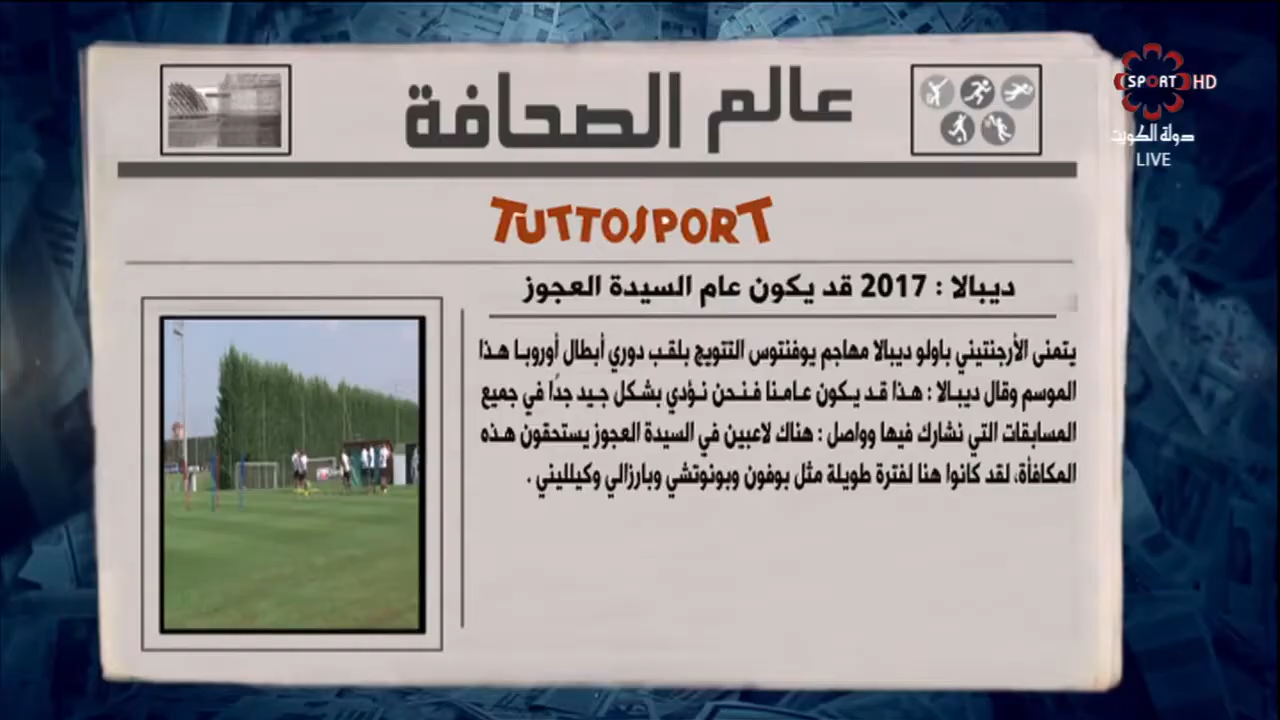 عالم الصحافة
SPORT HD
دولة الكويت
LIVE
TUTTOSPORT
ديبالا : 2017 قد يكون عام السيدة العجوز
يتمنى الأرجنتيني باولو ديبالا مهاجم يوفنتوس التتويج بلقب دوري أبطال أوروبا هذا
الموسم وقال ديبالا : هذا قد يكون عامنا فنحن نؤدي بشكل جيد جدًا في جميع
المسابقات التي نشارك فيها وواصل : هناك لاعبين في السيدة العجوز يستحقون هذه
المكافأة، لقد كانوا هنا لفترة طويلة مثل بوفون وبونوتشي وبارزالي وكيلليني .